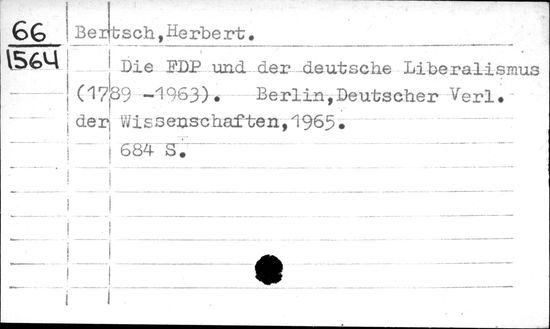 66 Bertsch,Herbert.
1564
Die FDP und der deutsche Liberalismus
(1789 -1963). Berlin,Deutscher Verl.
der Wissenschaften,1965.
684 S.